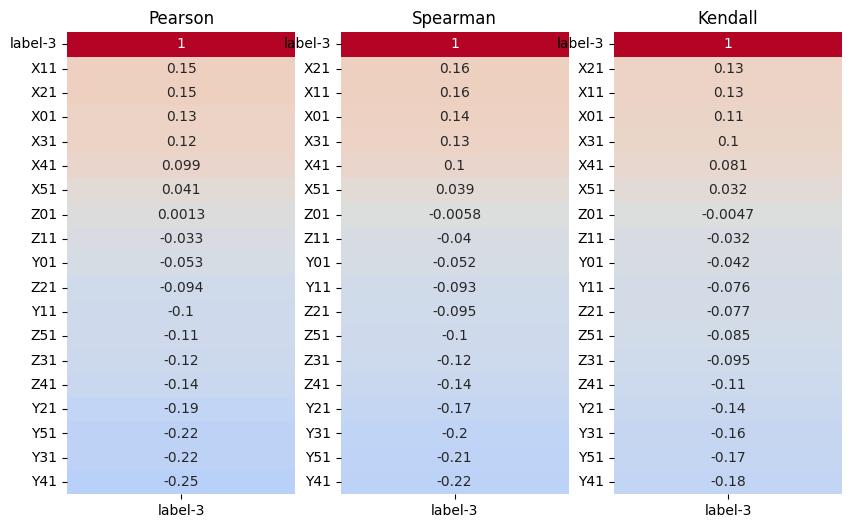 Pearson Spearman Kendall
label-3 1 label-3 1 label-3 1
X11 0.15 X21 0.16 X21 0.13
X21 0.15 X11 0.16 X11 0.13
X01 0.13 X01 0.14 X01 0.11
X31 0.12 X31 0.13 X31 0.1
X41 0.099 X41 0.1 X41 0.081
X51 0.041 X51 0.039 X51 0.032
Z01 0.0013 Z01 -0.0058 Z01 -0.0047
Z11 -0.033 Z11 -0.04 Z11 -0.032
Y01 -0.053 Y01 -0.052 Y01 -0.042
Z21 -0.094 Y11 -0.093 Y11 -0.076
Y11 -0.1 Z21 -0.095 Z21 -0.077
Z51 -0.11 Z51 -0.1 Z51 -0.085
Z31 -0.12 Z31 -0.12 Z31 -0.095
Z41 -0.14 Z41 -0.14 Z41 -0.11
Y21 -0.19 Y21 -0.17 Y21 -0.14
Y51 -0.22 Y31 -0.2 Y31 -0.16
Y31 -0.22 Y51 -0.21 Y51 -0.17
Y41 -0.25 Y41 -0.22 Y41 -0.18
label-3 label-3 label-3